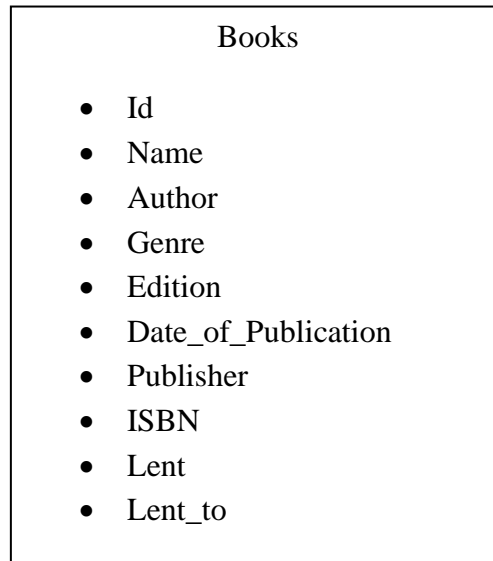 Books
• Id
• Name
• Author
• Genre
• Edition
• Date_of_Publication
• Publisher
• ISBN
• Lent
• Lent_to